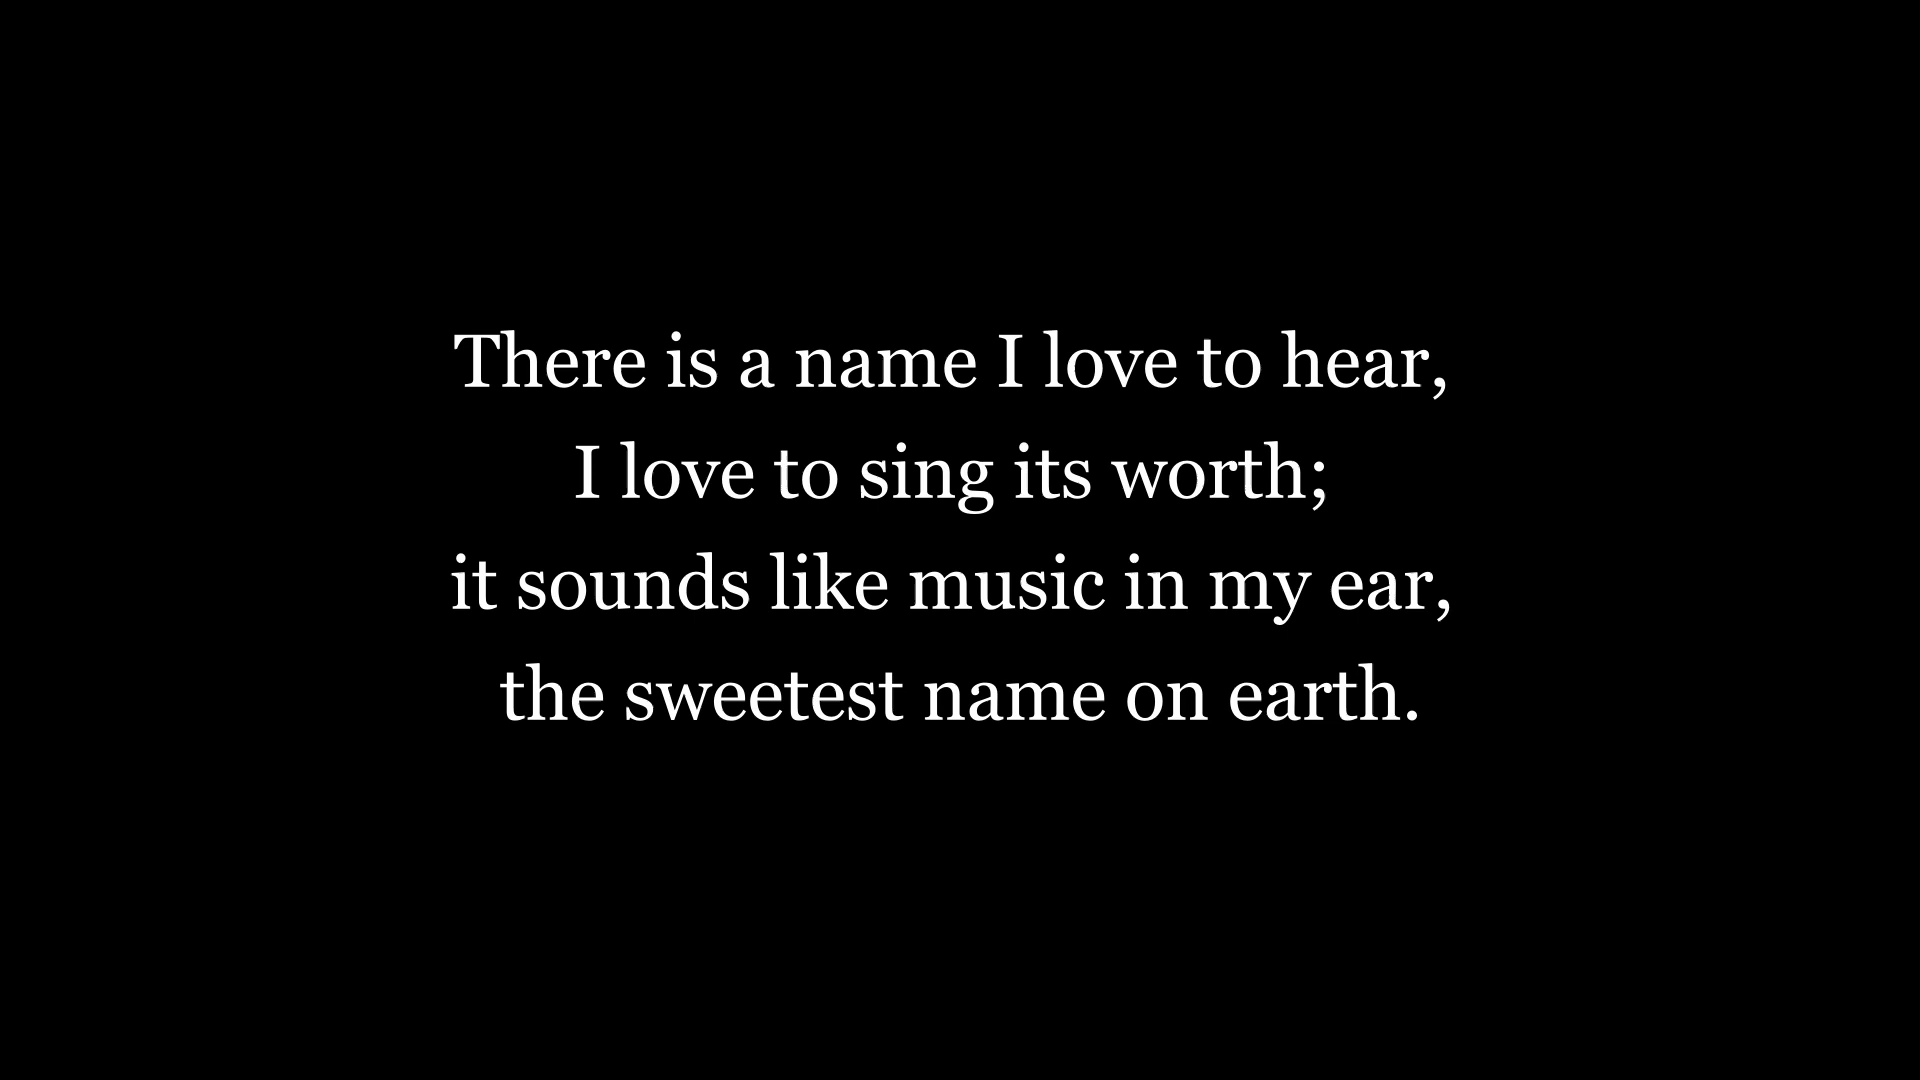 There is a name I love to hear,
I love to sing its worth;
it sounds like music in my ear,
the sweetest name on earth.